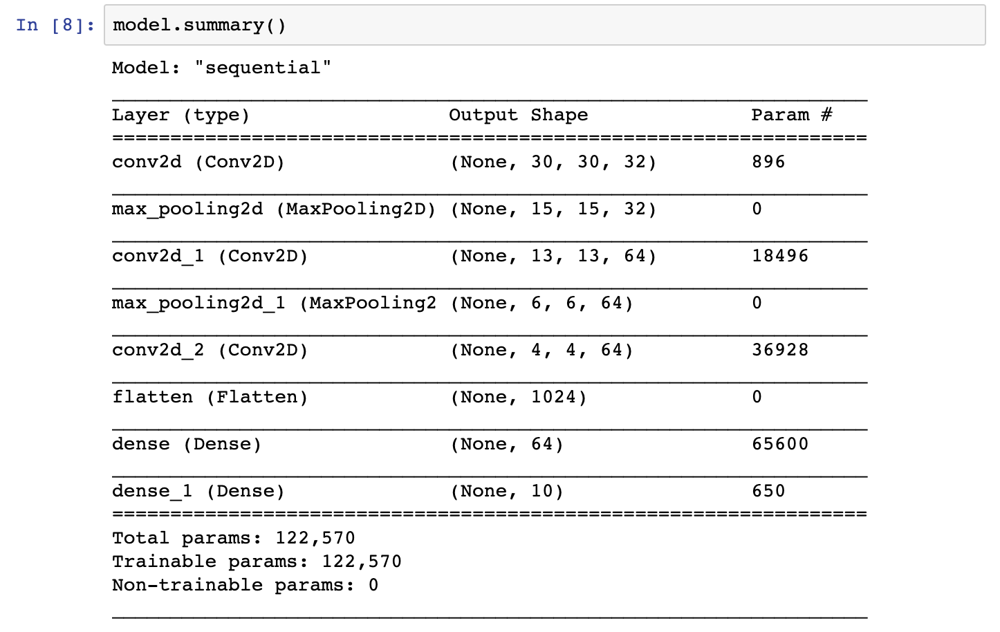 In [8]: model.summary()
Model: "sequential"
_________________________________________________________________
Layer (type)                 Output Shape              Param #
=================================================================
conv2d (Conv2D)              (None, 30, 30, 32)        896
_________________________________________________________________
max_pooling2d (MaxPooling2D) (None, 15, 15, 32)        0
_________________________________________________________________
conv2d_1 (Conv2D)            (None, 13, 13, 64)        18496
_________________________________________________________________
max_pooling2d_1 (MaxPooling2 (None, 6, 6, 64)          0
_________________________________________________________________
conv2d_2 (Conv2D)            (None, 4, 4, 64)          36928
_________________________________________________________________
flatten (Flatten)            (None, 1024)              0
_________________________________________________________________
dense (Dense)                (None, 64)                65600
_________________________________________________________________
dense_1 (Dense)              (None, 10)                650
=================================================================
Total params: 122,570
Trainable params: 122,570
Non-trainable params: 0
_________________________________________________________________